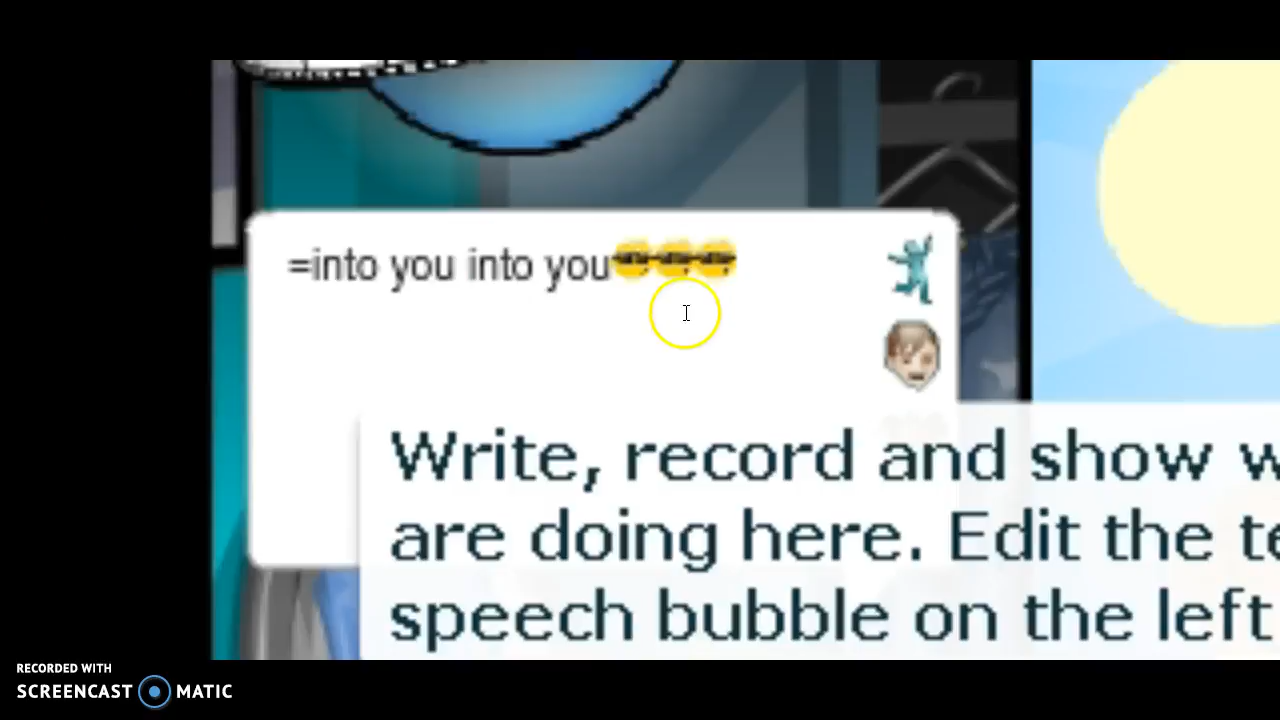 =into you into you😎😎😎
Write, record and show w
are doing here. Edit the te
speech bubble on the left
RECORDED WITH
SCREENCAST MATIC